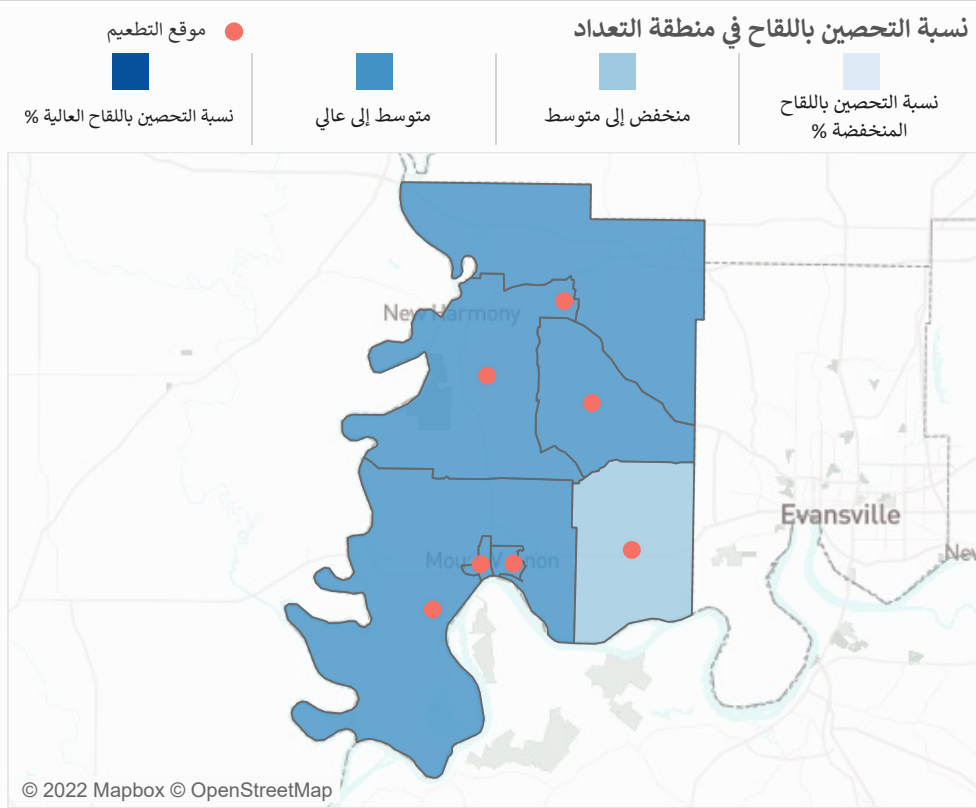 نسبة التحصين باللقاح في منطقة التعداد
موقع التطعيم
نسبة التحصين باللقاح
المنخفضة %
منخفض إلى متوسط
متوسط إلى عالي
نسبة التحصين باللقاح العالية %
New Harmony
Evansville
Mount Vernon
New
© 2022 Mapbox © OpenStreetMap